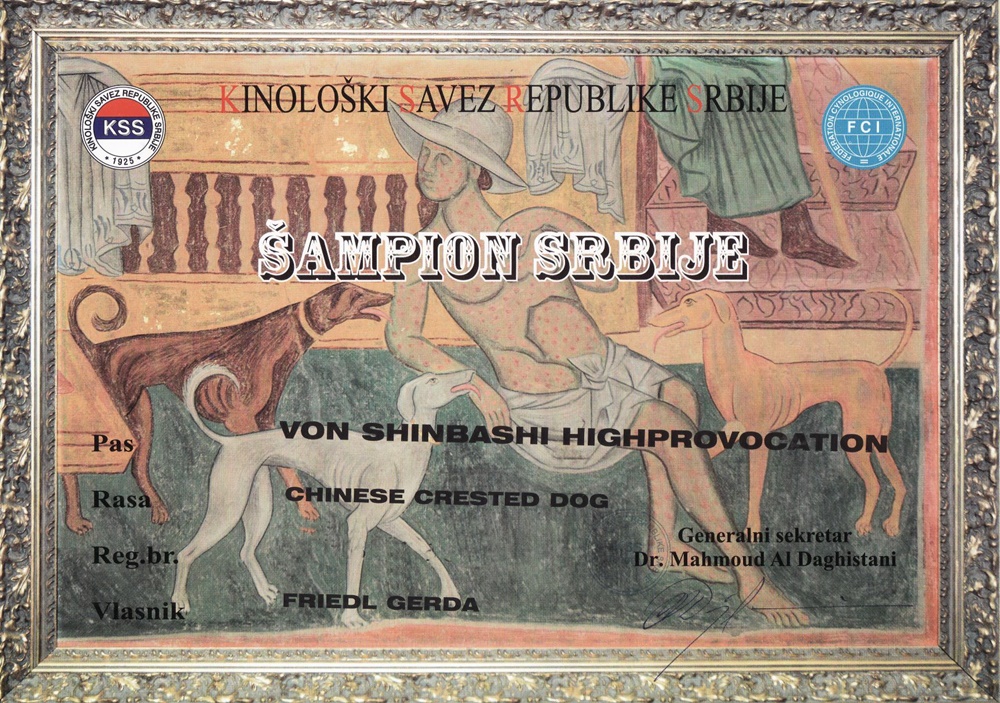 KINOLOŠKI SAVEZ REPUBLIKE SRBIJE
KINOLOŠKI SAVEZ REPUBLIKE SRBIJE
KSS
• 1925 •
FEDERATION CYNOLOGIQUE INTERNATIONALE
FCI
ŠAMPION SRBIJE
Pas VON SHINBASHI HIGHPROVOCATION
Rasa CHINESE CRESTED DOG
Reg.br.
Generalni sekretar
Dr. Mahmoud Al Daghistani
Vlasnik FRIEDL GERDA